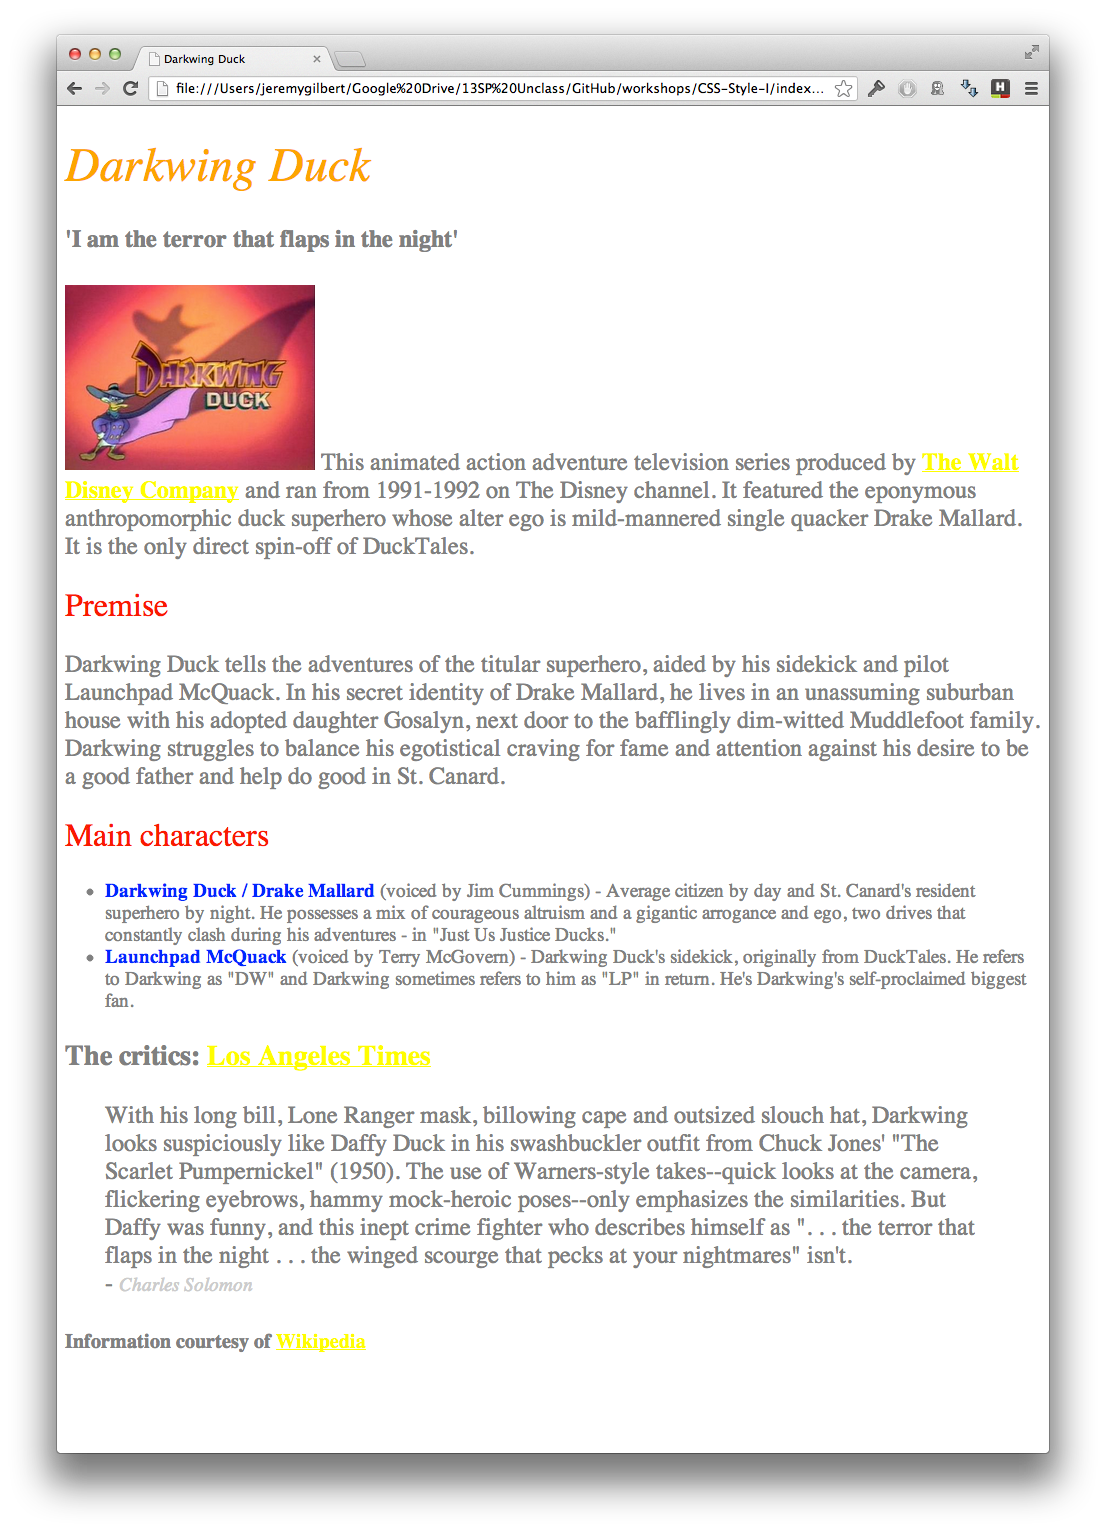 Darkwing Duck
file:///Users/jeremygilbert/Google%20Drive/13SP%20Unclass/GitHub/workshops/CSS-Style-I/index...
H
Darkwing Duck
'I am the terror that flaps in the night'
DARKWING
DUCK
This animated action adventure television series produced by The Walt
Disney Company and ran from 1991-1992 on The Disney channel. It featured the eponymous
anthropomorphic duck superhero whose alter ego is mild-mannered single quacker Drake Mallard.
It is the only direct spin-off of DuckTales.
Premise
Darkwing Duck tells the adventures of the titular superhero, aided by his sidekick and pilot
Launchpad McQuack. In his secret identity of Drake Mallard, he lives in an unassuming suburban
house with his adopted daughter Gosalyn, next door to the bafflingly dim-witted Muddlefoot family.
Darkwing struggles to balance his egotistical craving for fame and attention against his desire to be
a good father and help do good in St. Canard.
Main characters
• Darkwing Duck / Drake Mallard (voiced by Jim Cummings) - Average citizen by day and St. Canard's resident
superhero by night. He possesses a mix of courageous altruism and a gigantic arrogance and ego, two drives that
constantly clash during his adventures - in "Just Us Justice Ducks."
• Launchpad McQuack (voiced by Terry McGovern) - Darkwing Duck's sidekick, originally from DuckTales. He refers
to Darkwing as "DW" and Darkwing sometimes refers to him as "LP" in return. He's Darkwing's self-proclaimed biggest
fan.
The critics: Los Angeles Times
With his long bill, Lone Ranger mask, billowing cape and outsized slouch hat, Darkwing
looks suspiciously like Daffy Duck in his swashbuckler outfit from Chuck Jones' "The
Scarlet Pumpernickel" (1950). The use of Warners-style takes--quick looks at the camera,
flickering eyebrows, hammy mock-heroic poses--only emphasizes the similarities. But
Daffy was funny, and this inept crime fighter who describes himself as ". . . the terror that
flaps in the night . . . the winged scourge that pecks at your nightmares" isn't.
- Charles Solomon
Information courtesy of Wikipedia